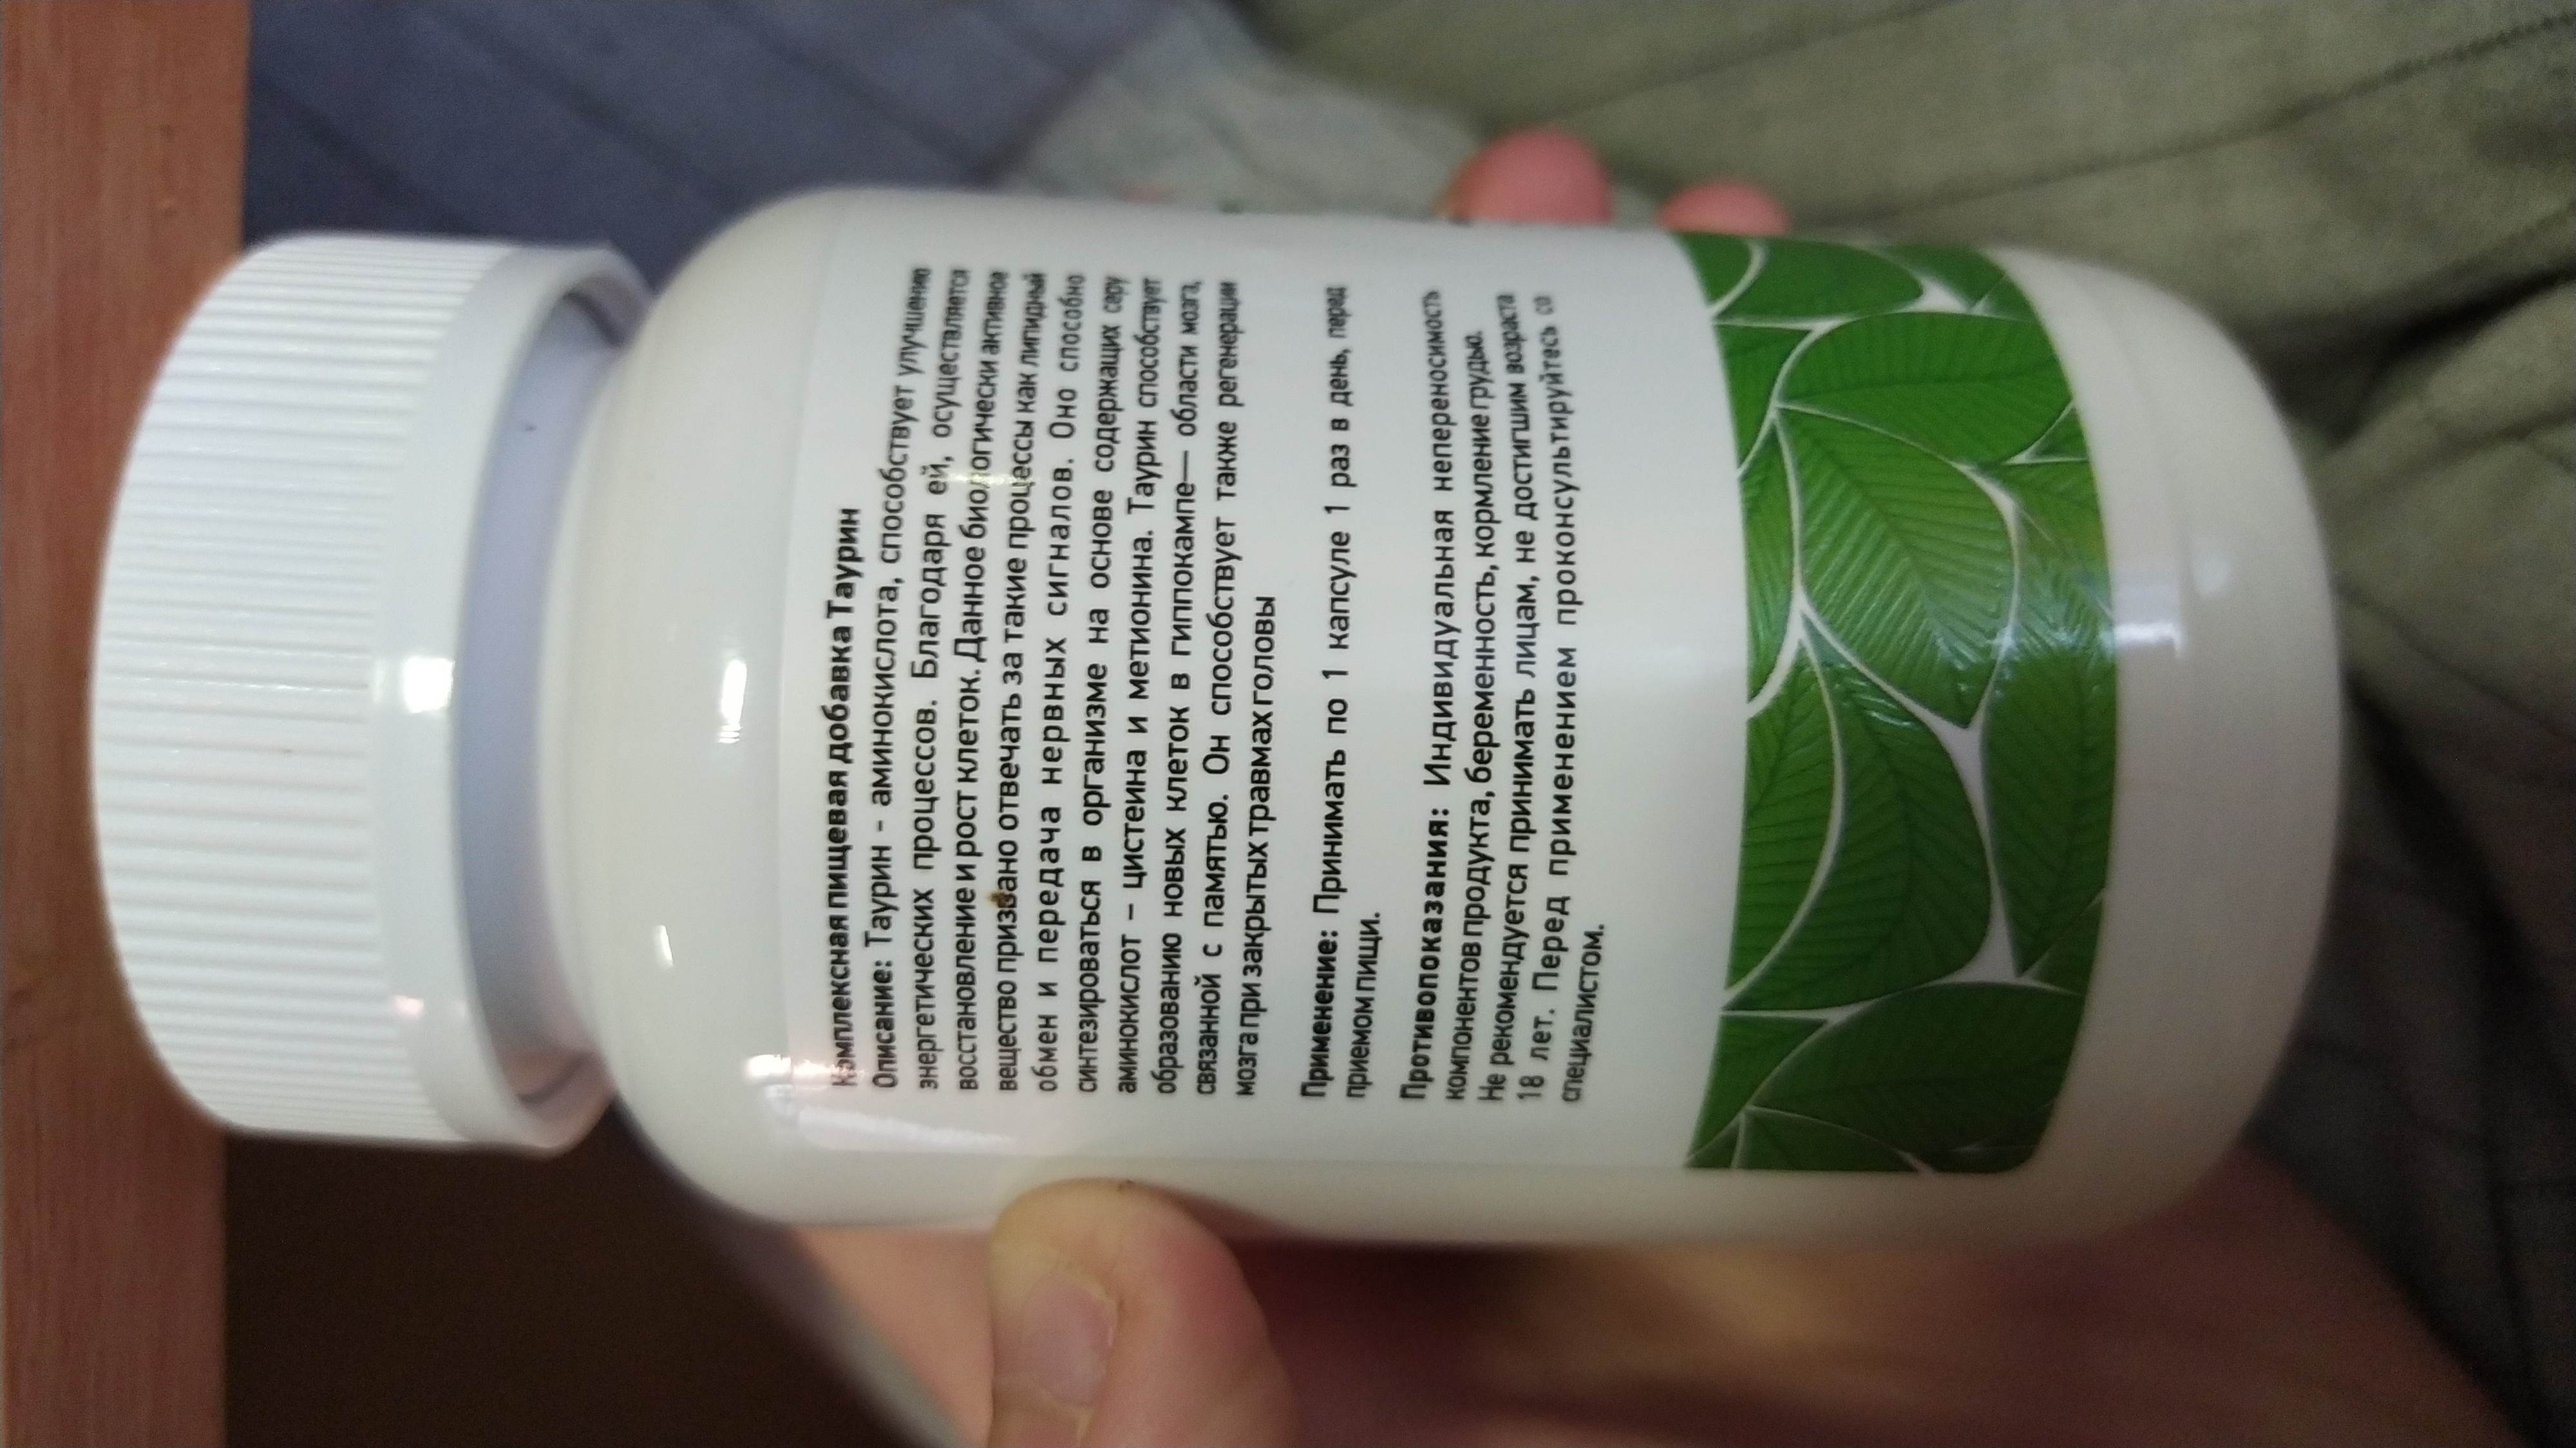 Комплексная пищевая добавка Таурин
Описание: Таурин - аминокислота, способствует улучшению
энергетических процессов. Благодаря ей, осуществляется
восстановление и рост клеток. Данное биологически активное
вещество призвано отвечать за такие процессы как липидный
обмен и передача нервных сигналов. Оно способно
синтезироваться в организме на основе содержащих серу
аминокислот – цистеина и метионина. Таурин способствует
образованию новых клеток в гиппокампе— области мозга,
связанной с памятью. Он способствует также регенерации
мозга при закрытых травмах головы
Применение: Принимать по 1 капсуле 1 раз в день, перед
приемом пищи.
Противопоказания: Индивидуальная непереносимость
компонентов продукта, беременность, кормление грудью.
Не рекомендуется принимать лицам, не достигшим возраста
18 лет. Перед применением проконсультируйтесь со
специалистом.